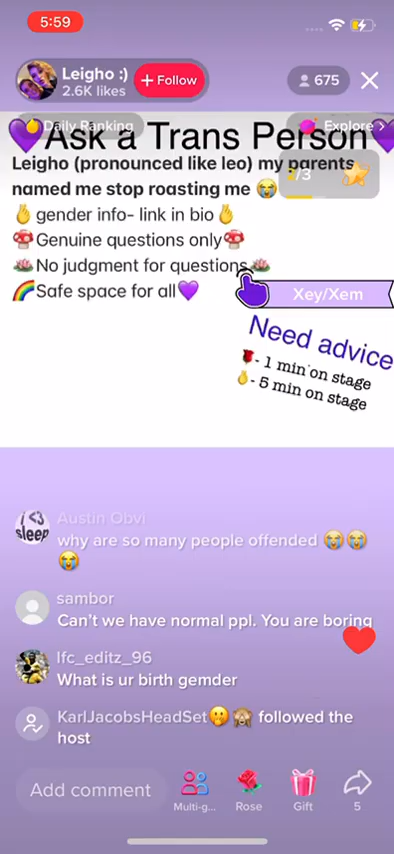 5:59
Leigho :)
2.6K likes
+ Follow
675
Daily Ranking
Explore >
💜Ask a Trans Person💜
Leigho (pronounced like leo) my parents
named me stop roasting me 😭
/3
🫰gender info- link in bio🫰
🍄Genuine questions only🍄
🪷No judgment for questions🪷
🌈Safe space for all💜
Xey/Xem
Need advice
🌹- 1 min on stage
🫰- 5 min on stage
i <3
sleep
Austin Obvi
why are so many people offended 😭😭
😭
sambor
Can't we have normal ppl. You are boring
lfc_editz_96
What is ur birth gemder
KarlJacobsHeadSet🤭🙈 followed the
host
Add comment
Multi-g...
Rose
Gift
5